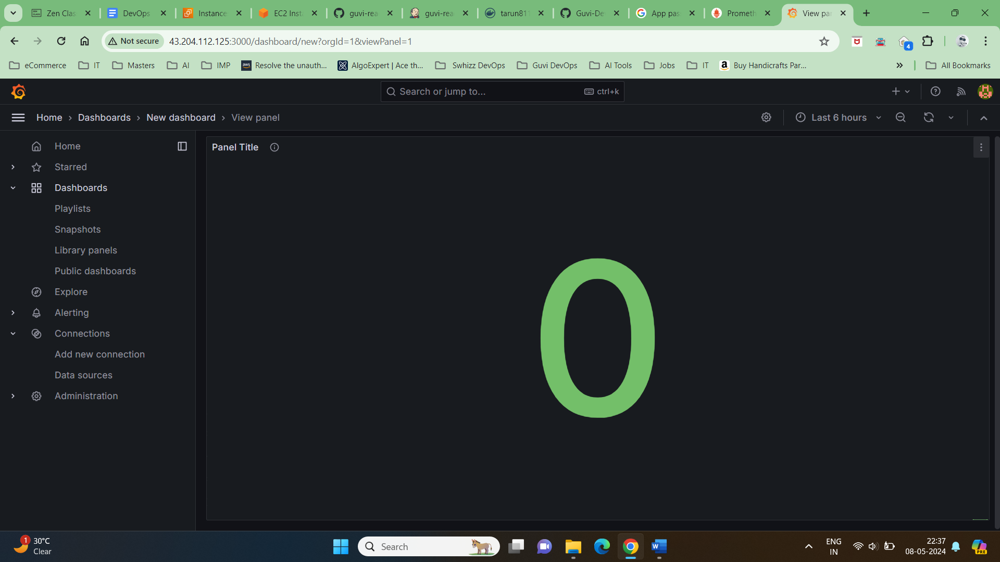 Zen Clas
DevOps
Instance
EC2 Inst
guvi-rea
guvi-rea
tarun811
Guvi-De
App pas
Prometh
View par
Not secure
43.204.112.125:3000/dashboard/new?orgId=1&viewPanel=1
4
eCommerce
IT
Masters
AI
IMP
aws
Resolve the unauth...
AlgoExpert | Ace th...
Swhizz DevOps
Guvi DevOps
AI Tools
Jobs
IT
Buy Handicrafts Par...
All Bookmarks
Search or jump to...
ctrl+k
Home
Dashboards
New dashboard
View panel
Last 6 hours
Home
Starred
Dashboards
Playlists
Snapshots
Library panels
Public dashboards
Explore
Alerting
Connections
Add new connection
Data sources
Administration
Panel Title
0
1
30°C
Clear
Search
ENG
IN
22:37
08-05-2024
PRE